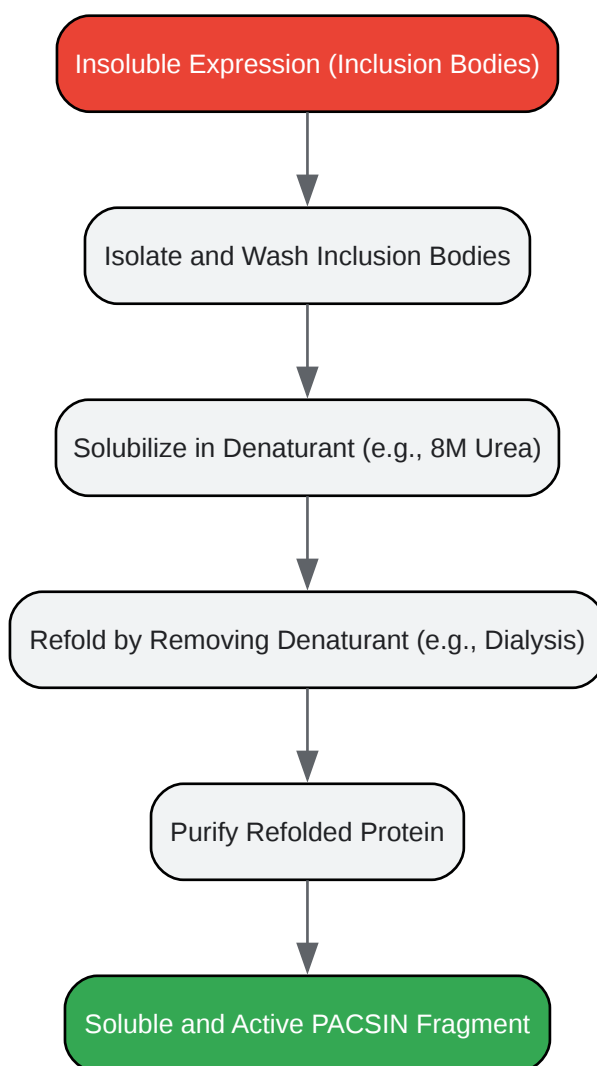 Insoluble Expression (Inclusion Bodies)
Isolate and Wash Inclusion Bodies
Solubilize in Denaturant (e.g., 8M Urea)
Refold by Removing Denaturant (e.g., Dialysis)
Purify Refolded Protein
Soluble and Active PACSIN Fragment